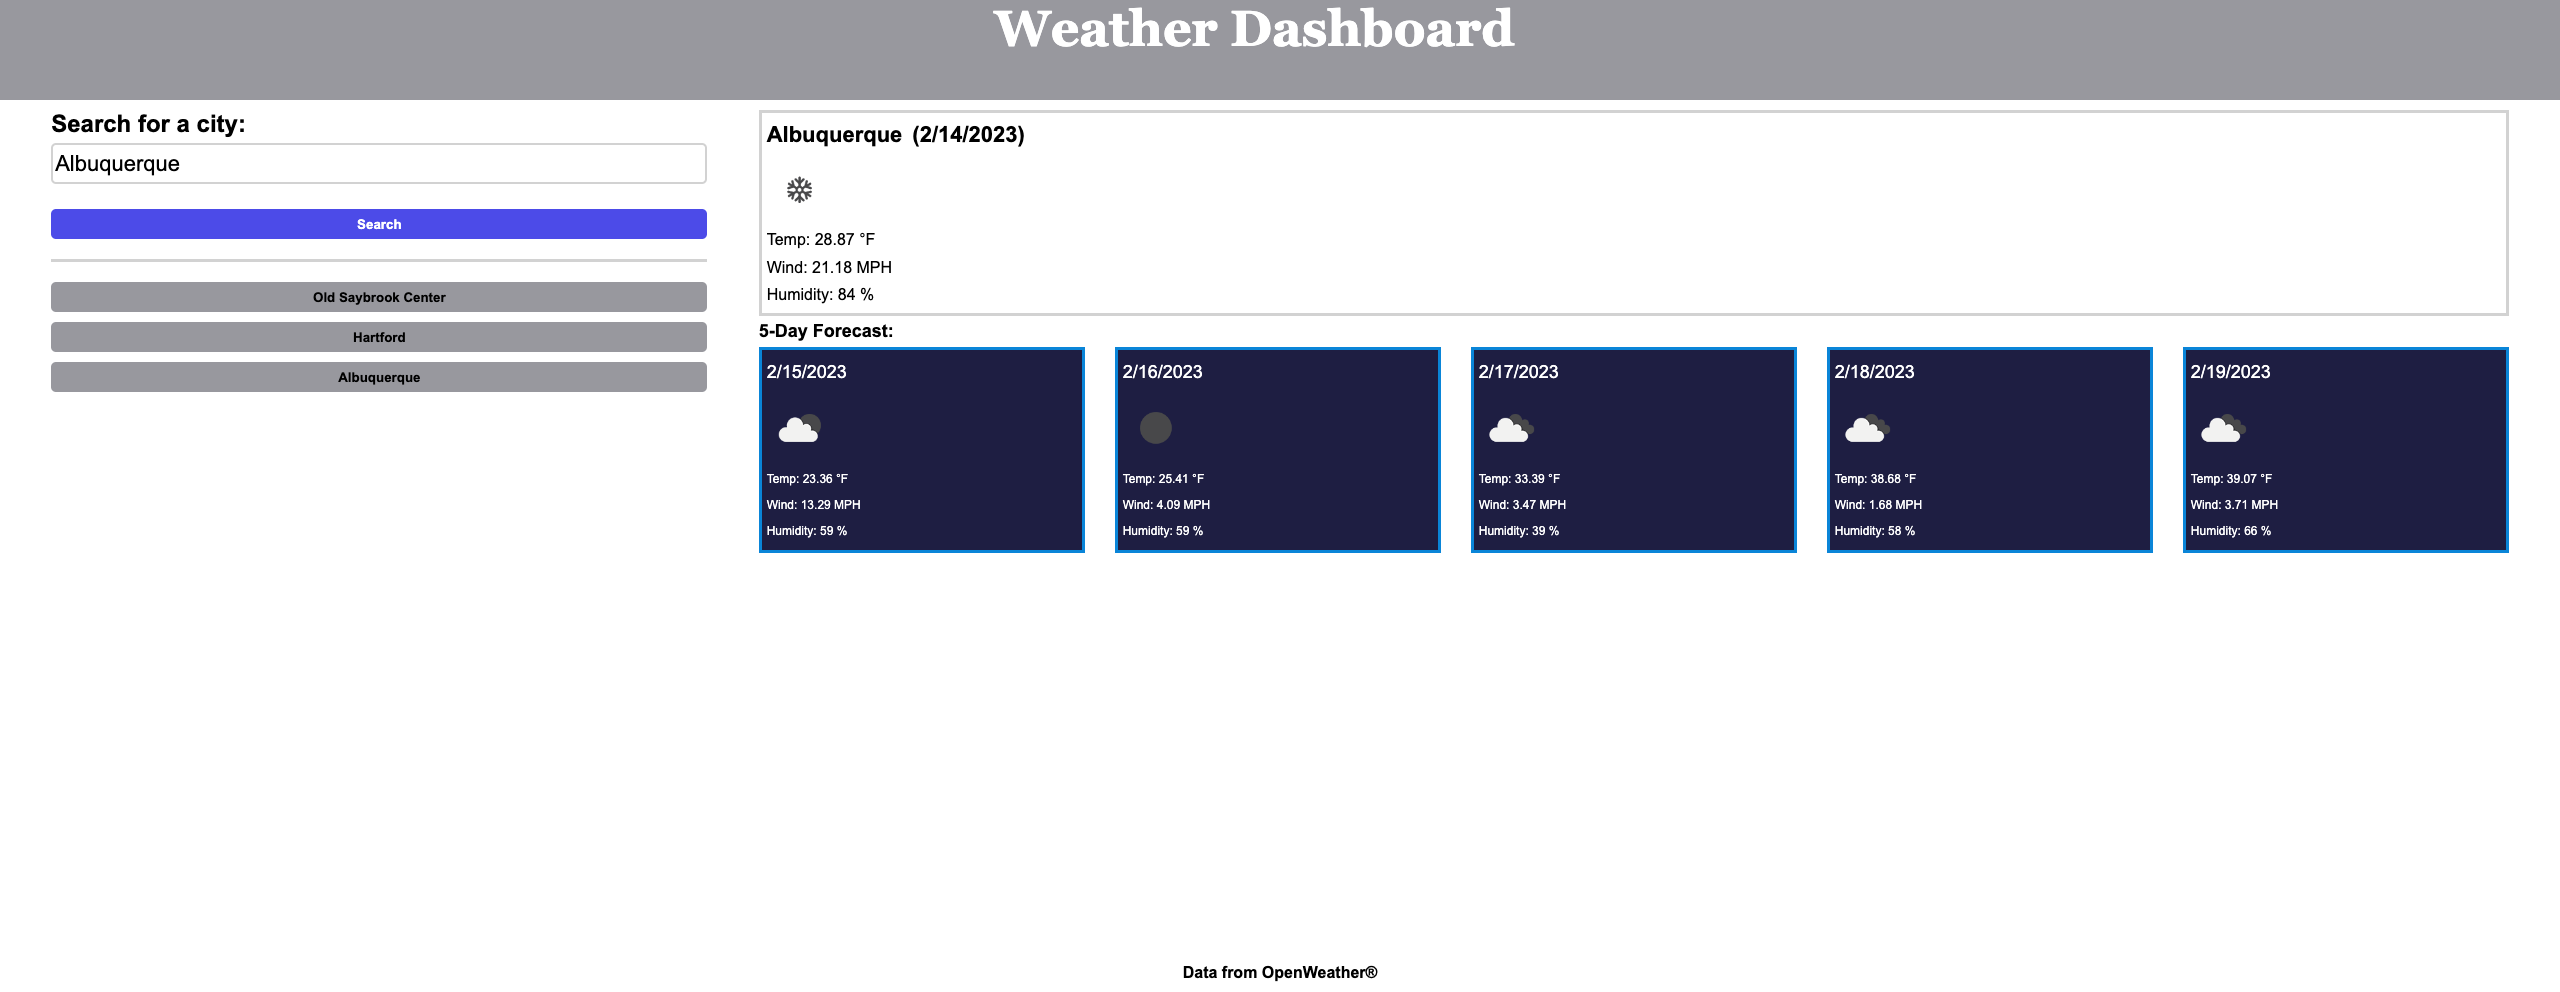 Weather Dashboard
Search for a city:
Albuquerque
Search
Old Saybrook Center
Hartford
Albuquerque
Albuquerque (2/14/2023)
Temp: 28.87 °F
Wind: 21.18 MPH
Humidity: 84 %
5-Day Forecast:
2/15/2023
Temp: 23.36 °F
Wind: 13.29 MPH
Humidity: 59 %
2/16/2023
Temp: 25.41 °F
Wind: 4.09 MPH
Humidity: 59 %
2/17/2023
Temp: 33.39 °F
Wind: 3.47 MPH
Humidity: 39 %
2/18/2023
Temp: 38.68 °F
Wind: 1.68 MPH
Humidity: 58 %
2/19/2023
Temp: 39.07 °F
Wind: 3.71 MPH
Humidity: 66 %
Data from OpenWeather®